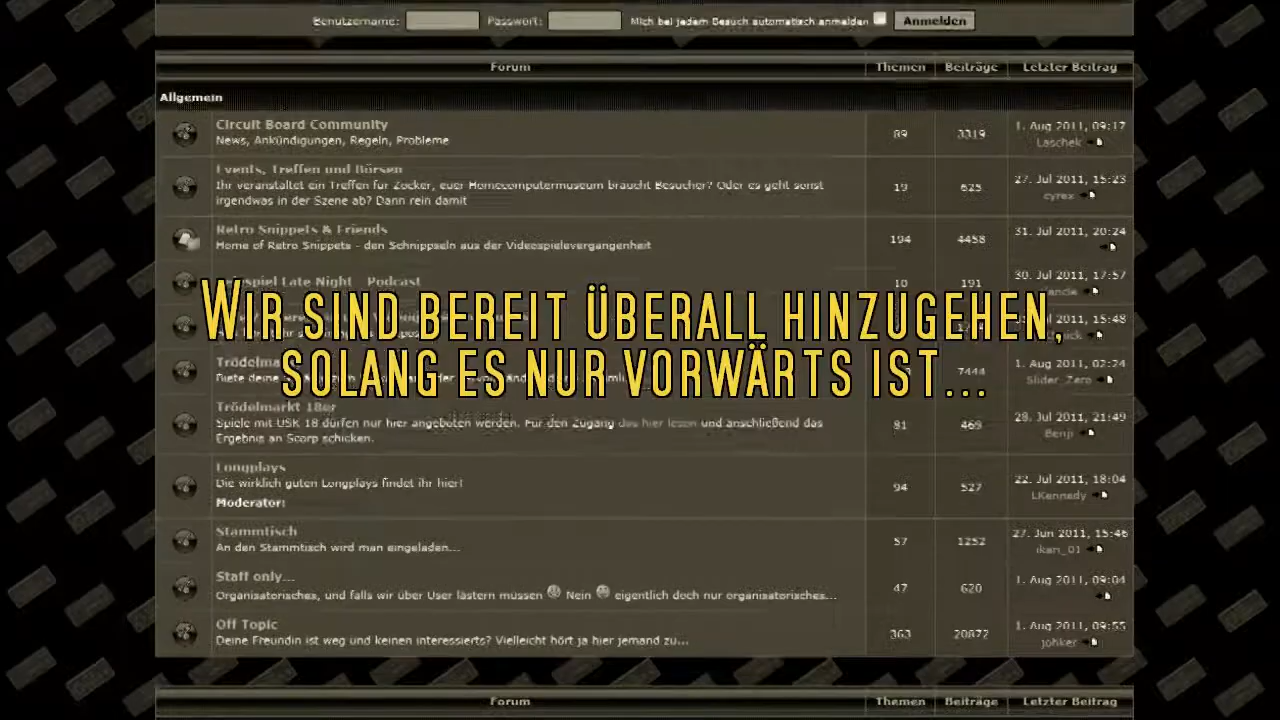 Benutzername: Passwort: Mich bei jedem Besuch automatisch anmelden Anmelden
Forum Themen Beiträge Letzter Beitrag
Allgemein
Circuit Board Community
News, Ankündigungen, Regeln, Probleme
89 3319 1. Aug 2011, 09:17
Laschek
Events, Treffen und Börsen
Ihr veranstaltet ein Treffen für Zocker, euer Homecomputermuseum braucht Besucher? Oder es geht sonst
irgendwas in der Szene ab? Dann rein damit
19 625 27. Jul 2011, 15:23
cyrex
Retro Snippets & Friends
Home of Retro Snippets - den Schnippseln aus der Videospielevergangenheit
194 4458 31. Jul 2011, 20:24
Late Night Podcast
10 191 30. Jul 2011, 17:57
WIR SIND BEREIT ÜBERALL HINZUGEHEN,
SOLANG ES NUR VORWÄRTS IST...
15:48
7444 1. Aug 2011, 02:24
Slider_Zero
Trödelmarkt 18er
Spiele mit USK 18 dürfen nur hier angeboten werden. Für den Zugang das hier lesen und anschließend das
Ergebnis an Scorp schicken.
81 469 28. Jul 2011, 21:49
Benji
Longplays
Die wirklich guten Longplays findet ihr hier!
Moderator:
94 527 22. Jul 2011, 18:04
LKennedy
Stammtisch
An den Stammtisch wird man eingeladen...
57 1252 27. Jun 2011, 15:46
ikari_01
Staff only...
Organisatorisches, und falls wir über User lästern müssen Nein eigentlich doch nur organisatorisches...
47 620 1. Aug 2011, 09:04
Off Topic
Deine Freundin ist weg und keinen interessierts? Vielleicht hört ja hier jemand zu...
363 20872 1. Aug 2011, 09:55
johker
Forum Themen Beiträge Letzter Beitrag